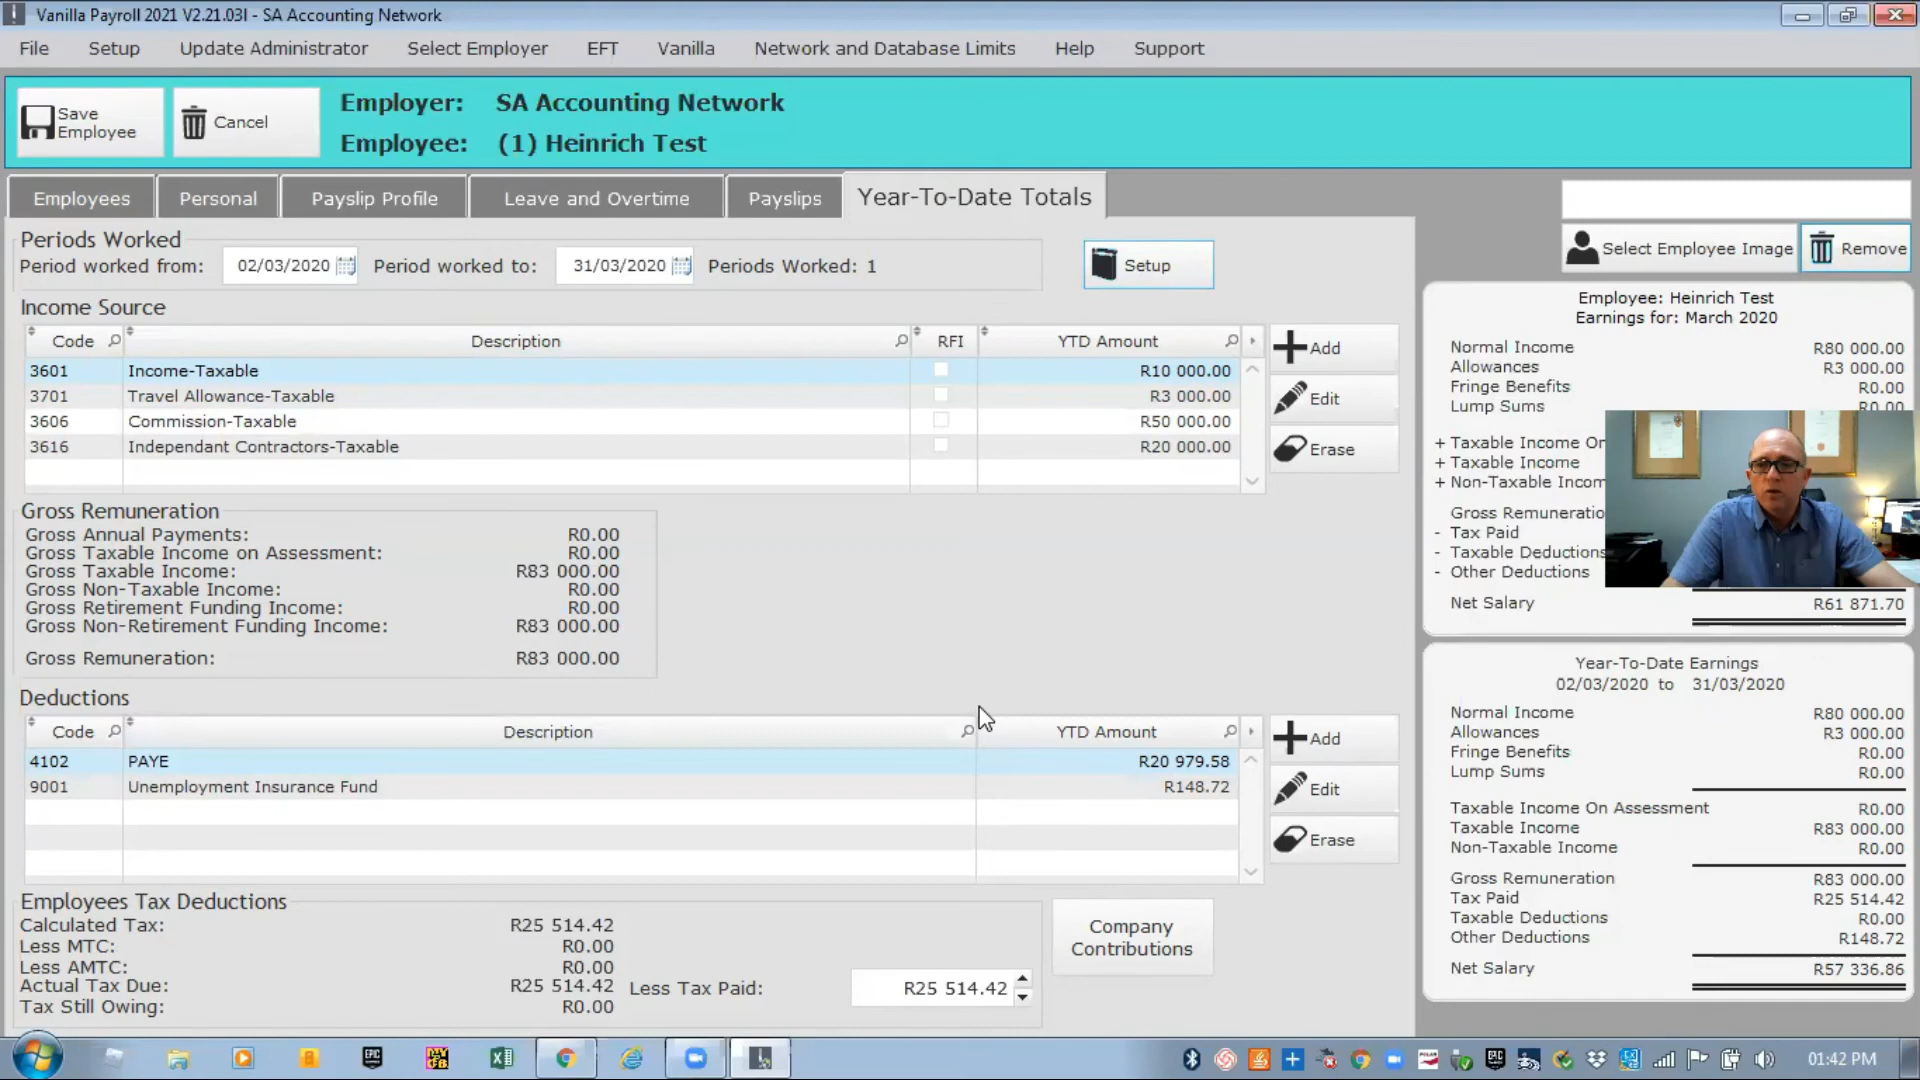 Vanilla Payroll 2021 V2.21.03I - SA Accounting Network
File Setup Update Administrator Select Employer EFT Vanilla Network and Database Limits Help Support
Save Employee
Cancel
Employer: SA Accounting Network
Employee: (1) Heinrich Test
Employees Personal Payslip Profile Leave and Overtime Payslips Year-To-Date Totals
Periods Worked
Period worked from: 02/03/2020 Period worked to: 31/03/2020 Periods Worked: 1
Setup
Select Employee Image Remove
Income Source
Code Description RFI YTD Amount
3601 Income-Taxable R10 000.00
3701 Travel Allowance-Taxable R3 000.00
3606 Commission-Taxable R50 000.00
3616 Independant Contractors-Taxable R20 000.00
Add
Edit
Erase
Gross Remuneration
Gross Annual Payments: R0.00
Gross Taxable Income on Assessment: R0.00
Gross Taxable Income: R83 000.00
Gross Non-Taxable Income: R0.00
Gross Retirement Funding Income: R0.00
Gross Non-Retirement Funding Income: R83 000.00
Gross Remuneration: R83 000.00
Deductions
Code Description YTD Amount
4102 PAYE R20 979.58
9001 Unemployment Insurance Fund R148.72
Add
Edit
Erase
Employees Tax Deductions
Calculated Tax: R25 514.42
Less MTC: R0.00
Less AMTC: R0.00
Actual Tax Due: R25 514.42 Less Tax Paid: R25 514.42
Tax Still Owing: R0.00
Company Contributions
Employee: Heinrich Test
Earnings for: March 2020
Normal Income R80 000.00
Allowances R3 000.00
Fringe Benefits R0.00
Lump Sums R0.00
+ Taxable Income On
+ Taxable Income
+ Non-Taxable Incom
Gross Remuneratio
- Tax Paid
- Taxable Deductions
- Other Deductions
Net Salary R61 871.70
Year-To-Date Earnings
02/03/2020 to 31/03/2020
Normal Income R80 000.00
Allowances R3 000.00
Fringe Benefits R0.00
Lump Sums R0.00
Taxable Income On Assessment R0.00
Taxable Income R83 000.00
Non-Taxable Income R0.00
Gross Remuneration R83 000.00
Tax Paid R25 514.42
Taxable Deductions R0.00
Other Deductions R148.72
Net Salary R57 336.86
EPIC
01:42 PM